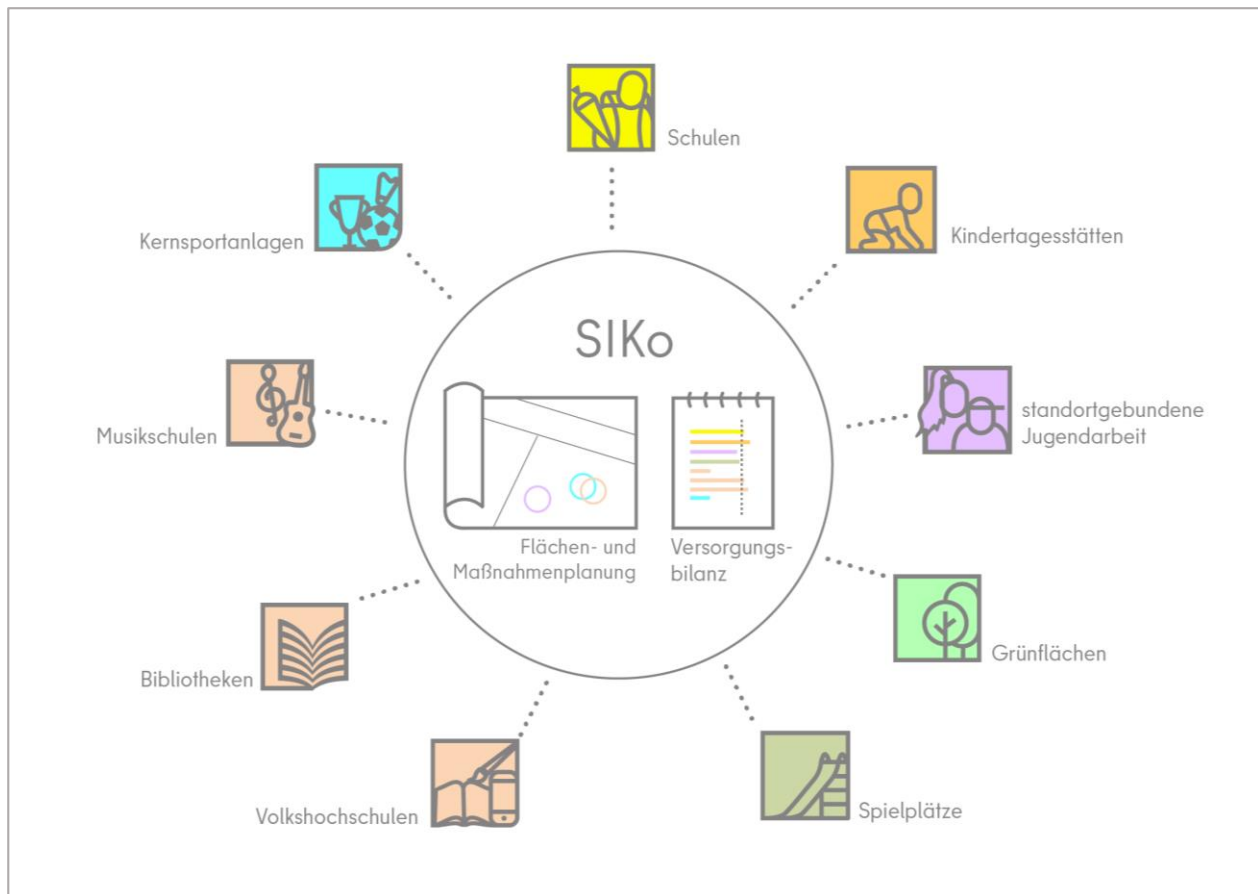 Schulen
Kernsportanlagen
Kindertagesstätten
SIKo
Musikschulen
standortgebundene
Jugendarbeit
Flächen- und
Maßnahmenplanung
Versorgungs-
bilanz
Bibliotheken
Grünflächen
Volkshochschulen
Spielplätze